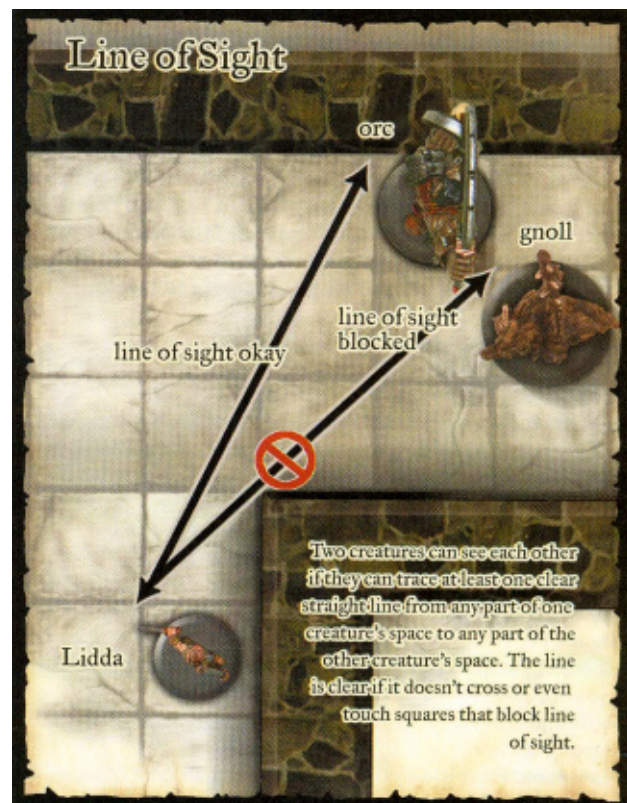 Line of Sight
orc
gnoll
line of sight okay
line of sight
blocked
Lidda
Two creatures can see each other
if they can trace at least one clear
straight line from any part of one
creature's space to any part of the
other creature's space. The line
is clear if it doesn't cross or even
touch squares that block line
of sight.